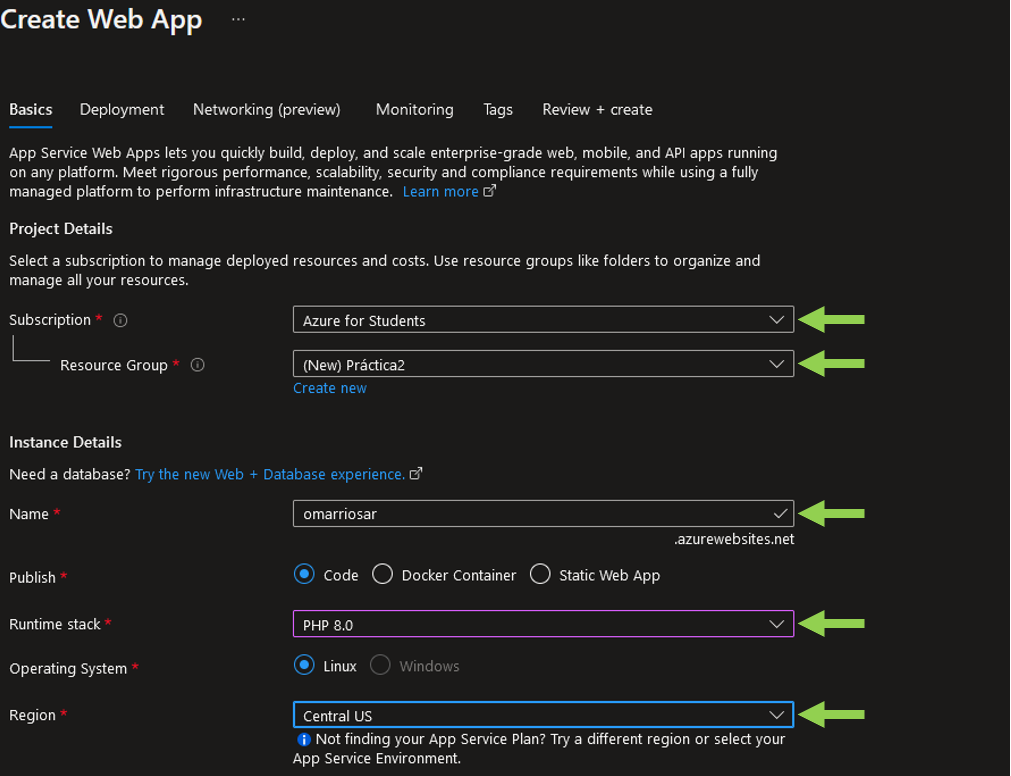 Create Web App ...
Basics Deployment Networking (preview) Monitoring Tags Review + create
App Service Web Apps lets you quickly build, deploy, and scale enterprise-grade web, mobile, and API apps running
on any platform. Meet rigorous performance, scalability, security and compliance requirements while using a fully
managed platform to perform infrastructure maintenance. Learn more
Project Details
Select a subscription to manage deployed resources and costs. Use resource groups like folders to organize and
manage all your resources.
Subscription * Azure for Students
Resource Group * (New) Práctica2
Create new
Instance Details
Need a database? Try the new Web + Database experience.
Name * omarriosar
.azurewebsites.net
Publish * Code Docker Container Static Web App
Runtime stack * PHP 8.0
Operating System * Linux Windows
Region * Central US
Not finding your App Service Plan? Try a different region or select your
App Service Environment.